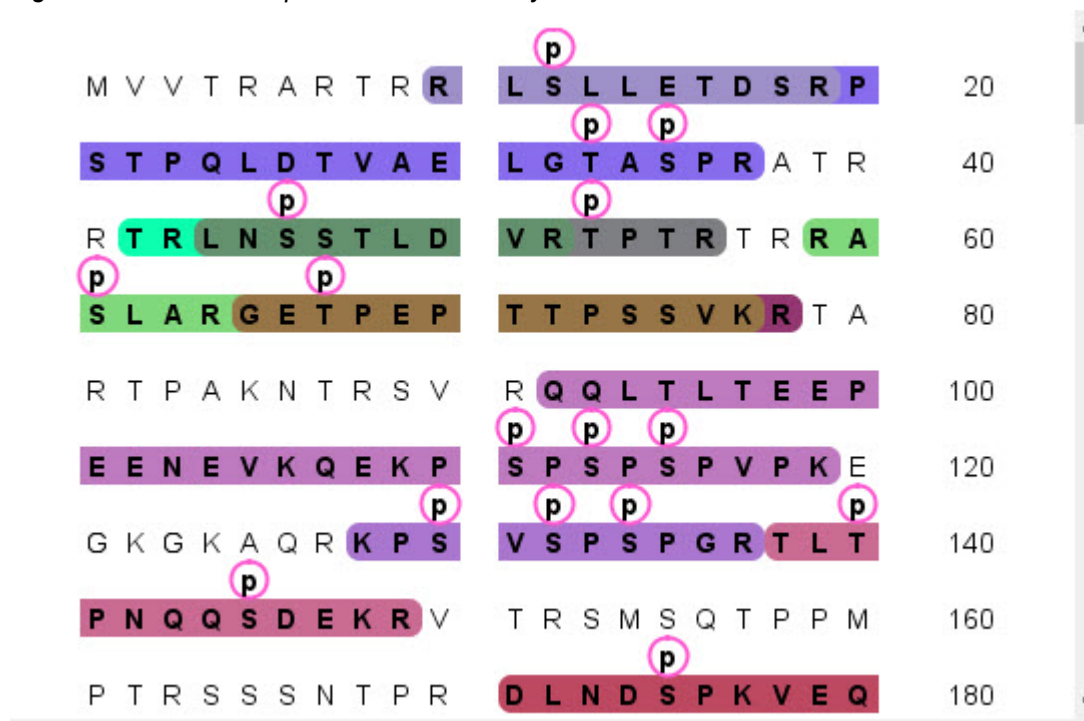 p
M V V T R A R T R R L S L L E T D S R P 20
p p
S T P Q L D T V A E L G T A S P R A T R 40
p p
R T R L N S S T L D V R T P T R T R R A 60
p p
S L A R G E T P E P T T P S S V K R T A 80
R T P A K N T R S V R Q Q L T L T E E P 100
p p p
E E N E V K Q E K P S P S P S P V P K E 120
p p p p
G K G K A Q R K P S V S P S P G R T L T 140
p
P N Q Q S D E K R V T R S M S Q T P P M 160
p
P T R S S S N T P R D L N D S P K V E Q 180